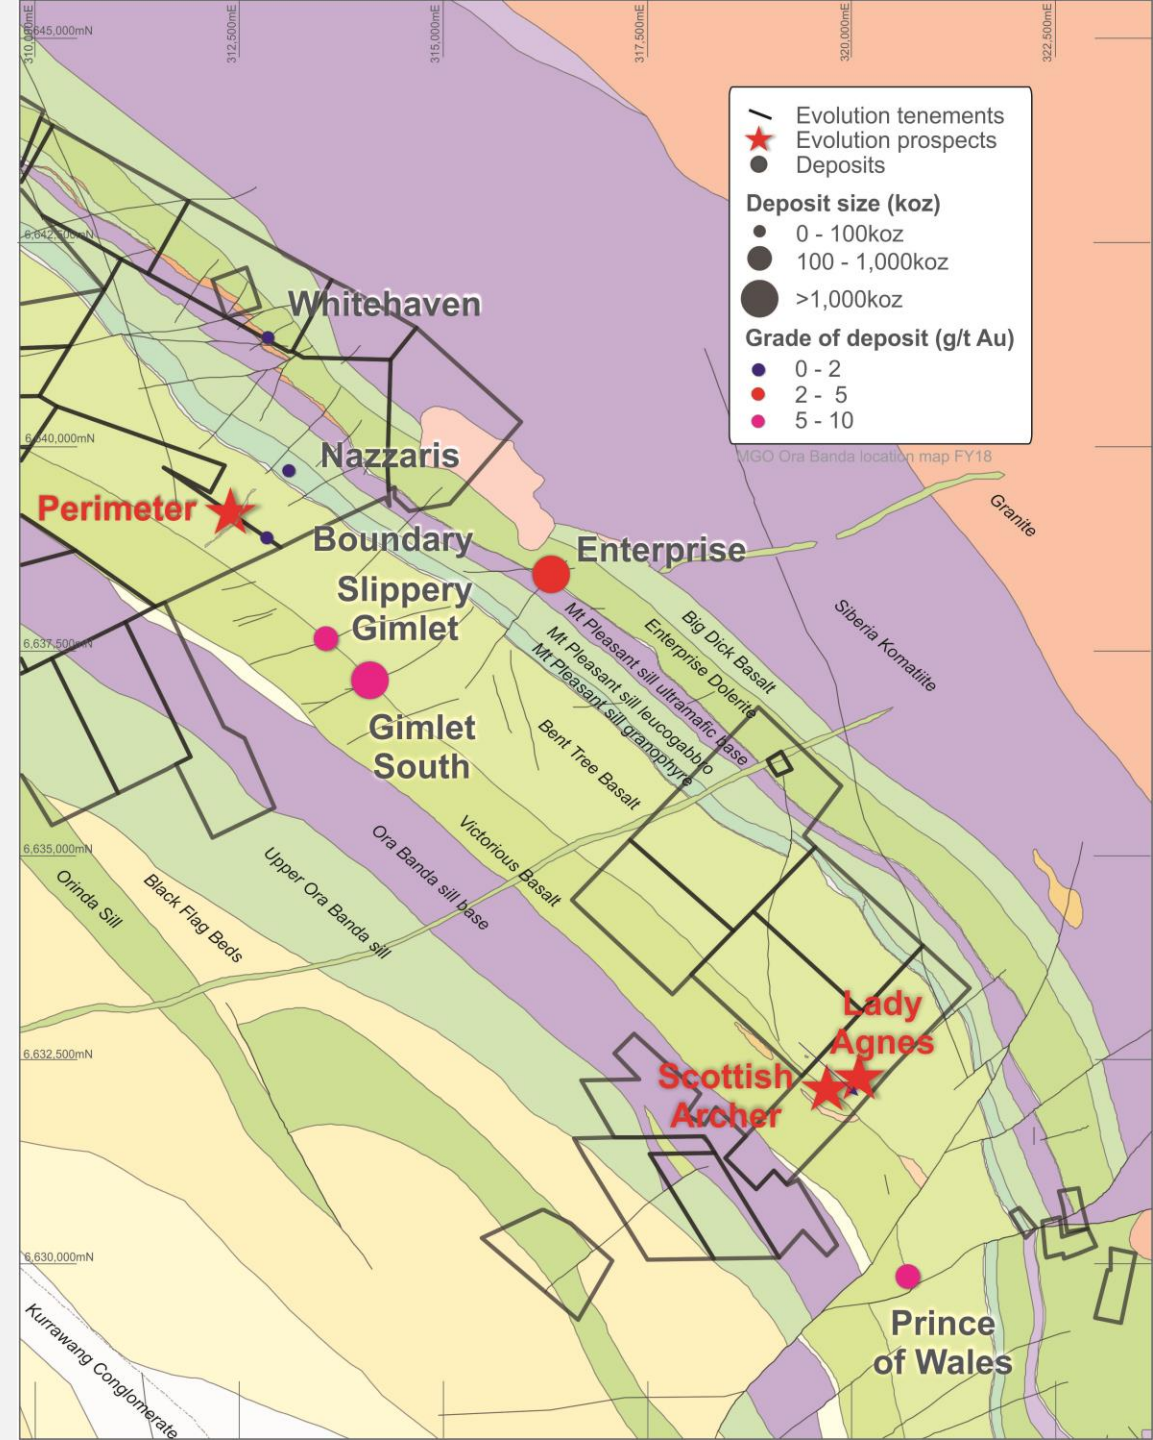 310,000mE
312,500mE
315,000mE
317,500mE
320,000mE
322,500mE
6,645,000mN
Evolution tenements
Evolution prospects
Deposits
Deposit size (koz)
0 - 100koz
100 - 1,000koz
>1,000koz
Grade of deposit (g/t Au)
0 - 2
2 - 5
5 - 10
MGO Ora Banda location map FY18
6,642,500mN
Whitehaven
6,640,000mN
Nazzaris
Perimeter
Boundary
Granite
Enterprise
Slippery
Gimlet
Siberia Komatiite
Big Dick Basalt
Enterprise Dolerite
Mt Pleasant sill ultramafic base
Mt Pleasant sill leucogabbro
Mt Pleasant sill granophyre
6,637,500mN
Gimlet
South
Bent Tree Basalt
Victorious Basalt
Ora Banda sill base
Upper Ora Banda sill
Black Flag Beds
Orinda Sill
6,635,000mN
Lady
Agnes
Scottish
Archer
6,632,500mN
6,630,000mN
Prince
of Wales
Kurrawang Conglomerate